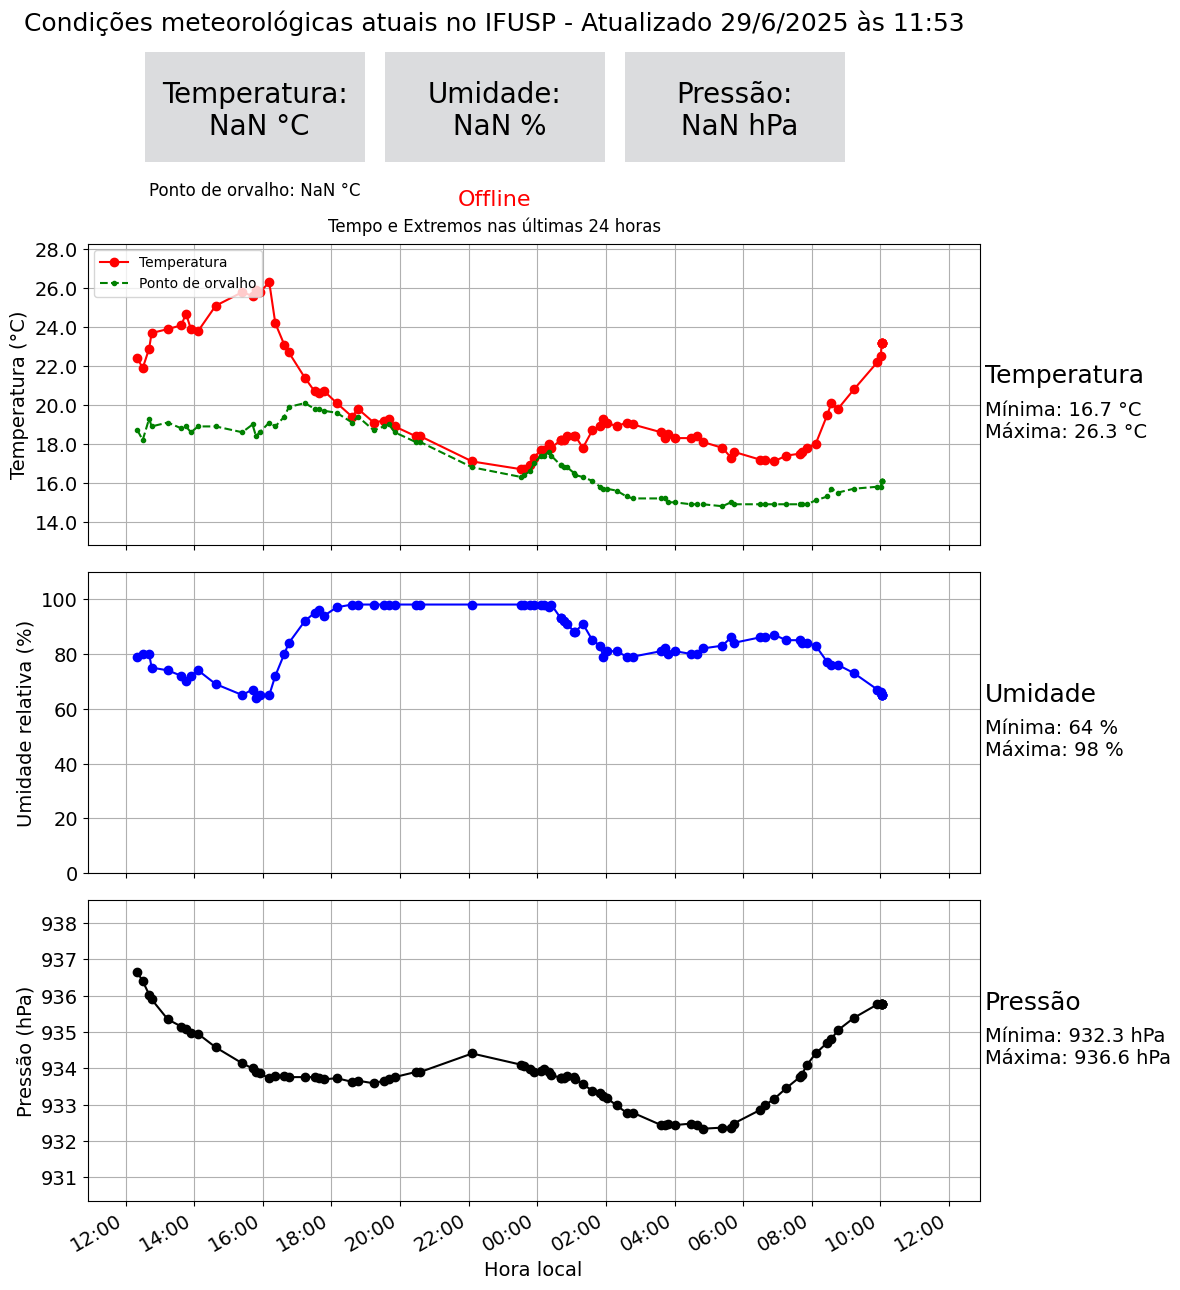 Condições meteorológicas atuais no IFUSP - Atualizado 29/6/2025 às 11:53
Temperatura:
NaN °C
Umidade:
NaN %
Pressão:
NaN hPa
Ponto de orvalho: NaN °C
Offline
Tempo e Extremos nas últimas 24 horas
Temperatura (°C)
28.0
26.0
24.0
22.0
20.0
18.0
16.0
14.0
Temperatura
Ponto de orvalho
Temperatura
Mínima: 16.7 °C
Máxima: 26.3 °C
Umidade relativa (%)
100
80
60
40
20
0
Umidade
Mínima: 64 %
Máxima: 98 %
Pressão (hPa)
938
937
936
935
934
933
932
931
Pressão
Mínima: 932.3 hPa
Máxima: 936.6 hPa
12:00 14:00 16:00 18:00 20:00 22:00 00:00 02:00 04:00 06:00 08:00 10:00 12:00
Hora local